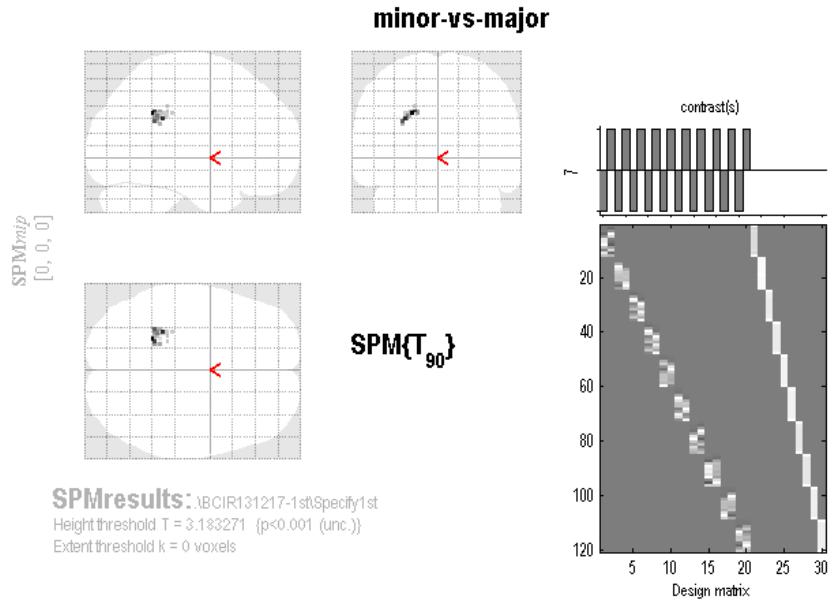 minor-vs-major
contrast(s)
7
SPMmip
[0, 0, 0]
SPM{T90}
20
40
60
80
100
120
5 10 15 20 25 30
Design matrix
SPMresults: .\BCIR131217-1st\Specify1st
Height threshold T = 3.183271 {p<0.001 (unc.)}
Extent threshold k = 0 voxels